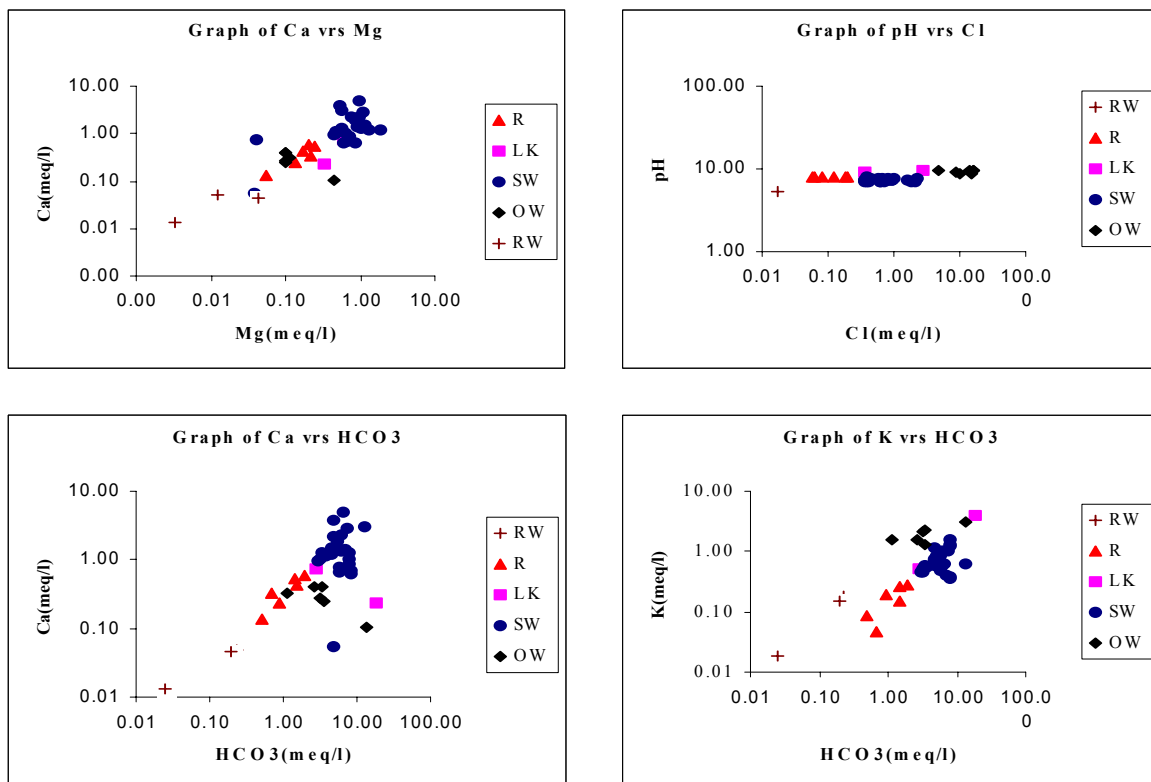 Graph of Ca vrs Mg
10.00
1.00
0.10
0.01
0.00
Ca(meq/l)
0.00 0.01 0.10 1.00 10.00
Mg(meq/l)
R
LK
SW
OW
RW
Graph of pH vrs Cl
100.00
10.00
1.00
pH
0.01 0.10 1.00 10.00 100.0
0
Cl(meq/l)
RW
R
LK
SW
OW
Graph of Ca vrs HCO3
10.00
1.00
0.10
0.01
Ca(meq/l)
0.01 0.10 1.00 10.00 100.00
HCO3(meq/l)
RW
R
LK
SW
OW
Graph of K vrs HCO3
10.00
1.00
0.10
0.01
K(meq/l)
0.01 0.10 1.00 10.00 100.0
0
HCO3(meq/l)
RW
R
LK
SW
OW